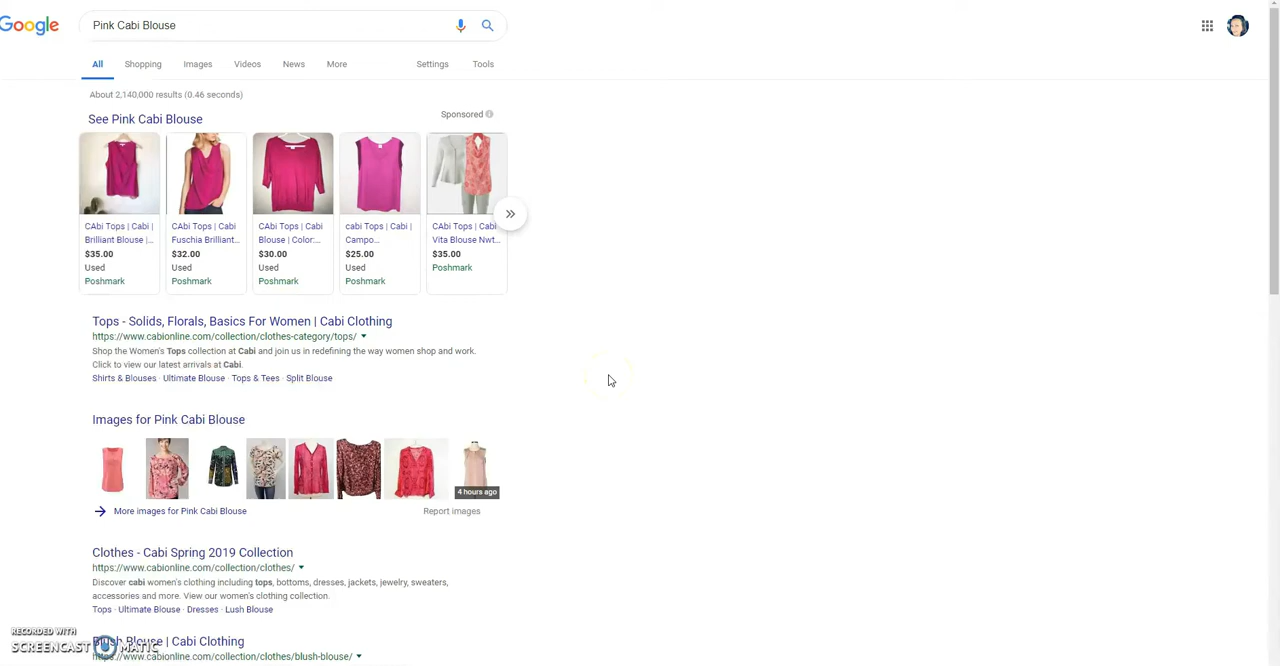 Google
Pink Cabi Blouse
All Shopping Images Videos News More Settings Tools
About 2,140,000 results (0.46 seconds)
See Pink Cabi Blouse
Sponsored
CAbi Tops | Cabi |
Brilliant Blouse |...
$35.00
Used
Poshmark
CAbi Tops | Cabi
Fuschia Brilliant...
$32.00
Used
Poshmark
CAbi Tops | Cabi
Blouse | Color:...
$30.00
Used
Poshmark
cabi Tops | Cabi |
Campo...
$25.00
Used
Poshmark
CAbi Tops | Cabi
Vita Blouse Nwt...
$35.00
Poshmark
Tops - Solids, Florals, Basics For Women | Cabi Clothing
https://www.cabionline.com/collection/clothes-category/tops/
Shop the Women's Tops collection at Cabi and join us in redefining the way women shop and work.
Click to view our latest arrivals at Cabi.
Shirts & Blouses · Ultimate Blouse · Tops & Tees · Split Blouse
Images for Pink Cabi Blouse
4 hours ago
More images for Pink Cabi Blouse
Report images
Clothes - Cabi Spring 2019 Collection
https://www.cabionline.com/collection/clothes/
Discover cabi women's clothing including tops, bottoms, dresses, jackets, jewelry, sweaters,
accessories and more. View our women's clothing collection.
Tops · Ultimate Blouse · Dresses · Lush Blouse
Blush Blouse | Cabi Clothing
https://www.cabionline.com/collection/clothes/blush-blouse/
RECORDED WITH
SCREENCAST MATIC